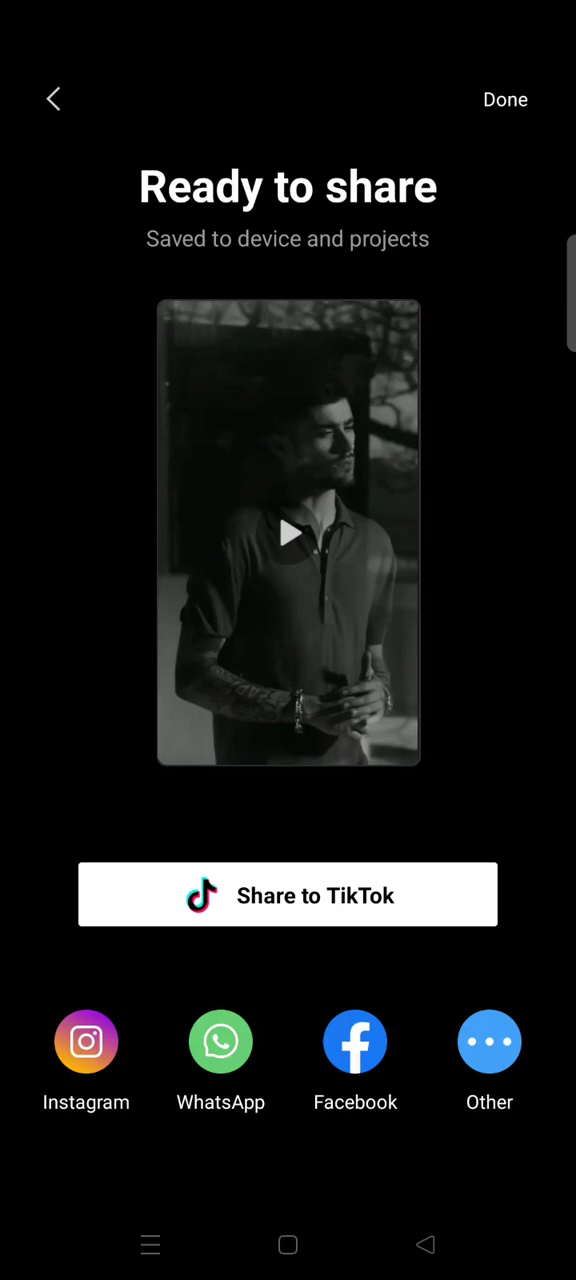 Done
Ready to share
Saved to device and projects
Share to TikTok
Instagram
WhatsApp
Facebook
Other